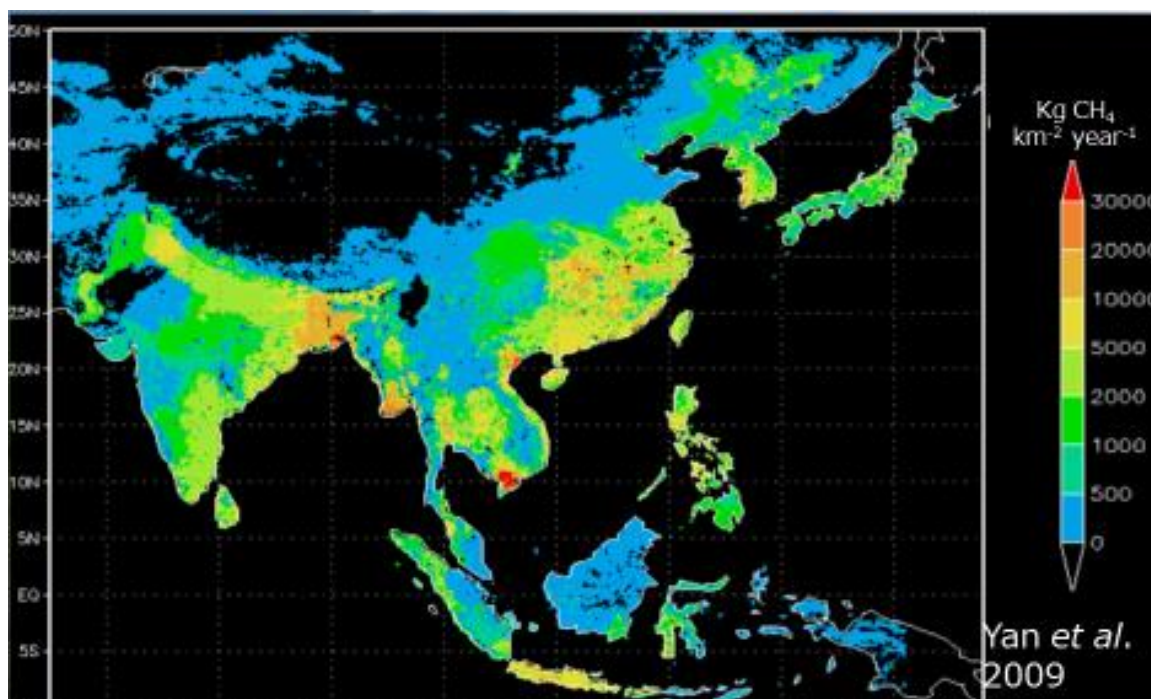 50N
45N
40N
35N
30N
25N
20N
15N
10N
5N
EQ
5S
Kg CH₄
km⁻² year⁻¹
30000
20000
10000
5000
2000
1000
500
0
Yan et al.
2009